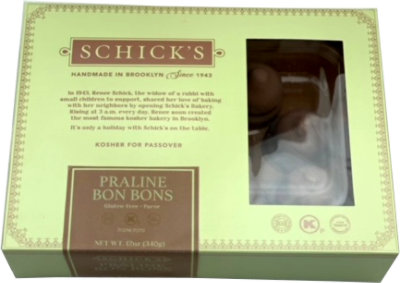 SCHICK'S
HANDMADE IN BROOKLYN Since 1942
In 1942, Renee Schick, the widow of a rabbi with
small children to support, shared her love of baking
with her neighbors by opening Schick's Bakery.
Rising at 3 a.m. every day, Renee soon created
the most famous kosher bakery in Brooklyn.
It's only a holiday with Schick's on the table.
KOSHER FOR PASSOVER
PRALINE
BON BONS
Gluten Free - Pareve
K
NET WT. 12oz (340g)
K